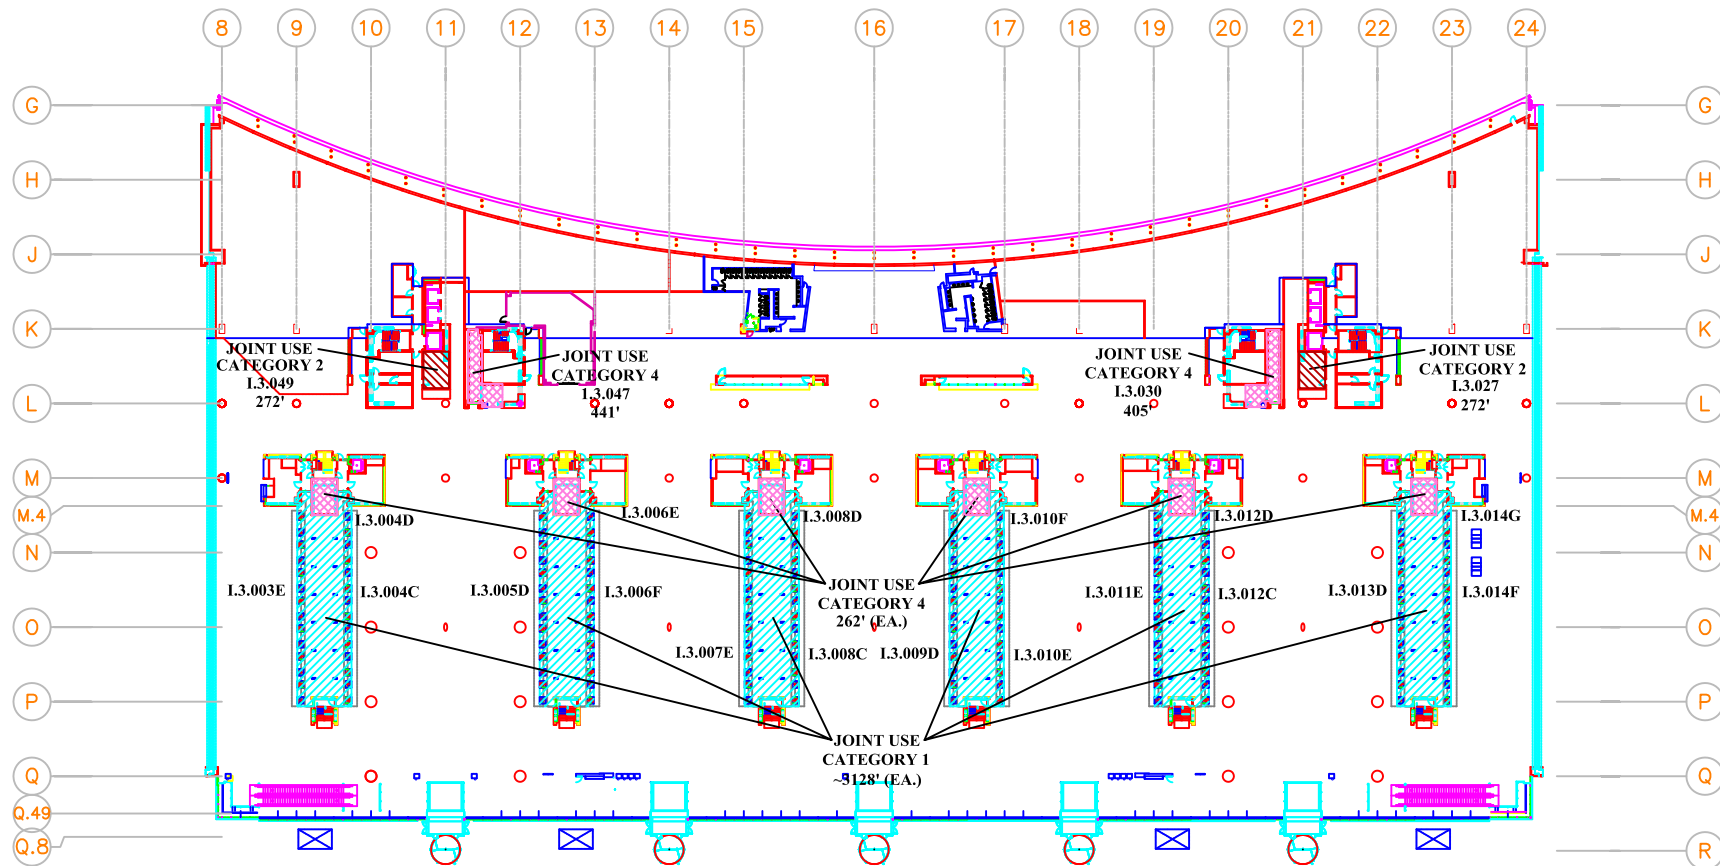 8 9 10 11 12 13 14 15 16 17 18 19 20 21 22 23 24
G G
H H
J J
K K
JOINT USE
CATEGORY 2
I.3.049
272'
JOINT USE
CATEGORY 4
I.3.047
441'
JOINT USE
CATEGORY 4
I.3.030
405'
JOINT USE
CATEGORY 2
I.3.027
272'
L L
M M
M.4 M.4
I.3.004D I.3.006E I.3.008D I.3.010F I.3.012D I.3.014G
N N
I.3.003E I.3.004C I.3.005D I.3.006F I.3.011E I.3.012C I.3.013D I.3.014F
JOINT USE
CATEGORY 4
262' (EA.)
O O
I.3.007E I.3.008C I.3.009D I.3.010E
P P
JOINT USE
CATEGORY 1
~3128' (EA.)
Q Q
Q.49
Q.8 R